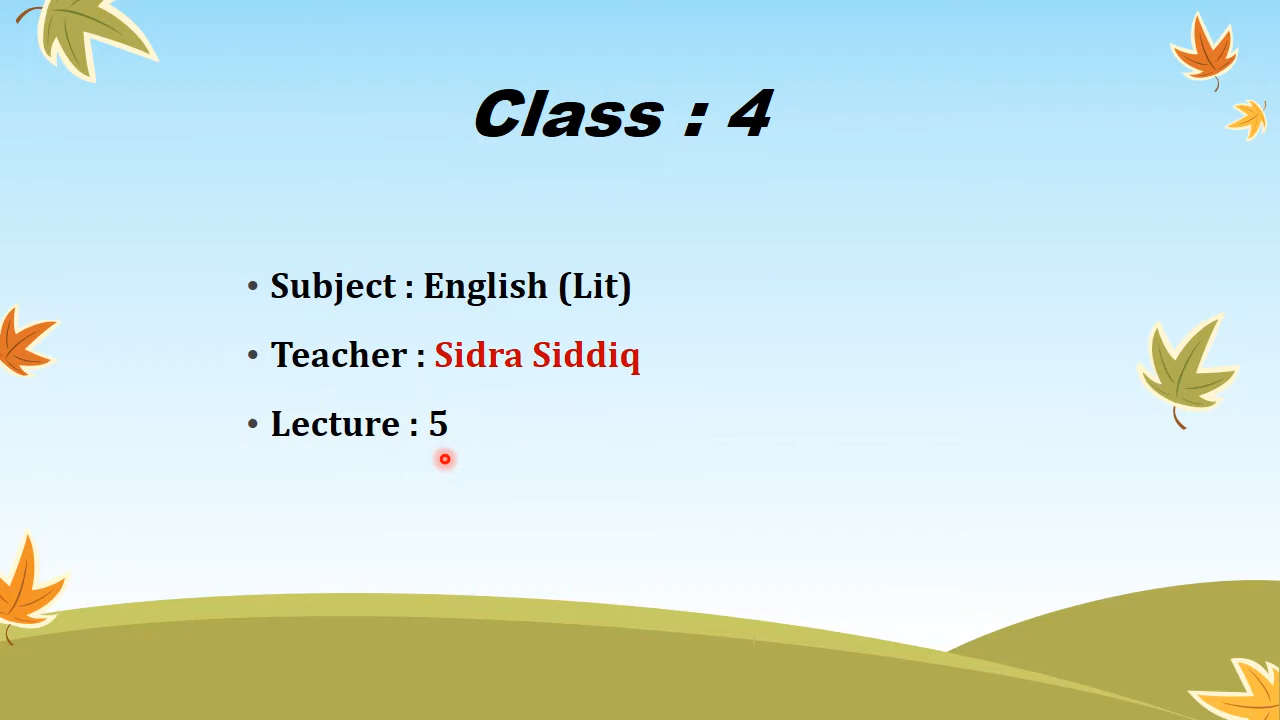 Class : 4
• Subject : English (Lit)
• Teacher : Sidra Siddiq
• Lecture : 5